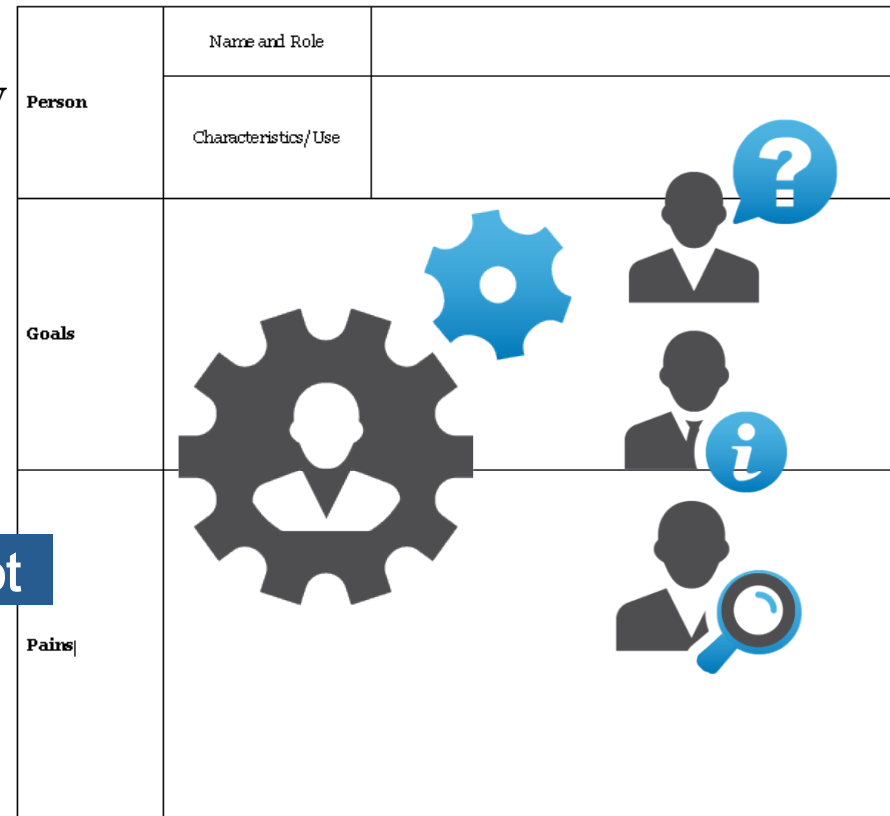 Name and Role
Person
Characteristics/Use
?
Goals
i
Pains